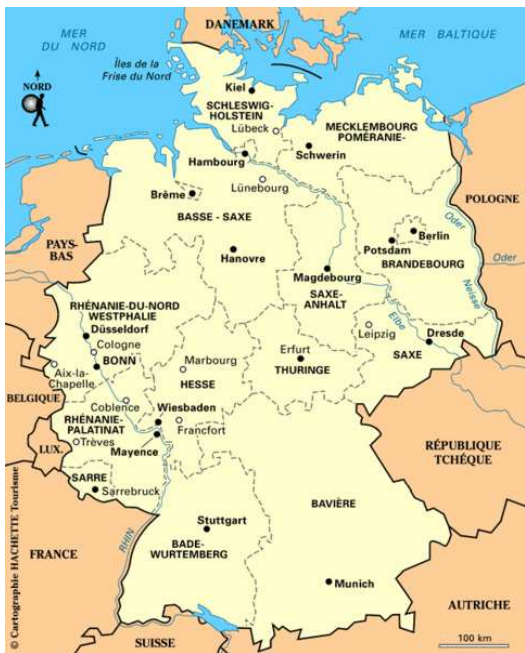 DANEMARK
MER
DU NORD
MER BALTIQUE
Îles de la
Frise du Nord
NORD
Kiel
SCHLESWIG-
HOLSTEIN
Lübeck
MECKLEMBOURG
POMÉRANIE-
Hambourg
Schwerin
Lünebourg
Brême
BASSE - SAXE
POLOGNE
Oder
PAYS-
BAS
Berlin
Potsdam
BRANDEBOURG
Oder
Hanovre
Magdebourg
SAXE-
ANHALT
Neisse
RHÉNANIE-DU-NORD
WESTPHALIE
Düsseldorf
Cologne
BONN
Aix-la-
Chapelle
Marbourg
HESSE
Erfurt
THURINGE
Leipzig
Elbe
Dresde
SAXE
BELGIQUE
Coblence
RHÉNANIE-
PALATINAT
Wiesbaden
Francfort
Trèves
Mayence
LUX.
RÉPUBLIQUE
TCHÈQUE
SARRE
Sarrebruck
BAVIÈRE
RHIN
Stuttgart
BADE-
WURTEMBERG
FRANCE
Munich
AUTRICHE
SUISSE
100 km
© Cartographie HACHETTE Tourisme